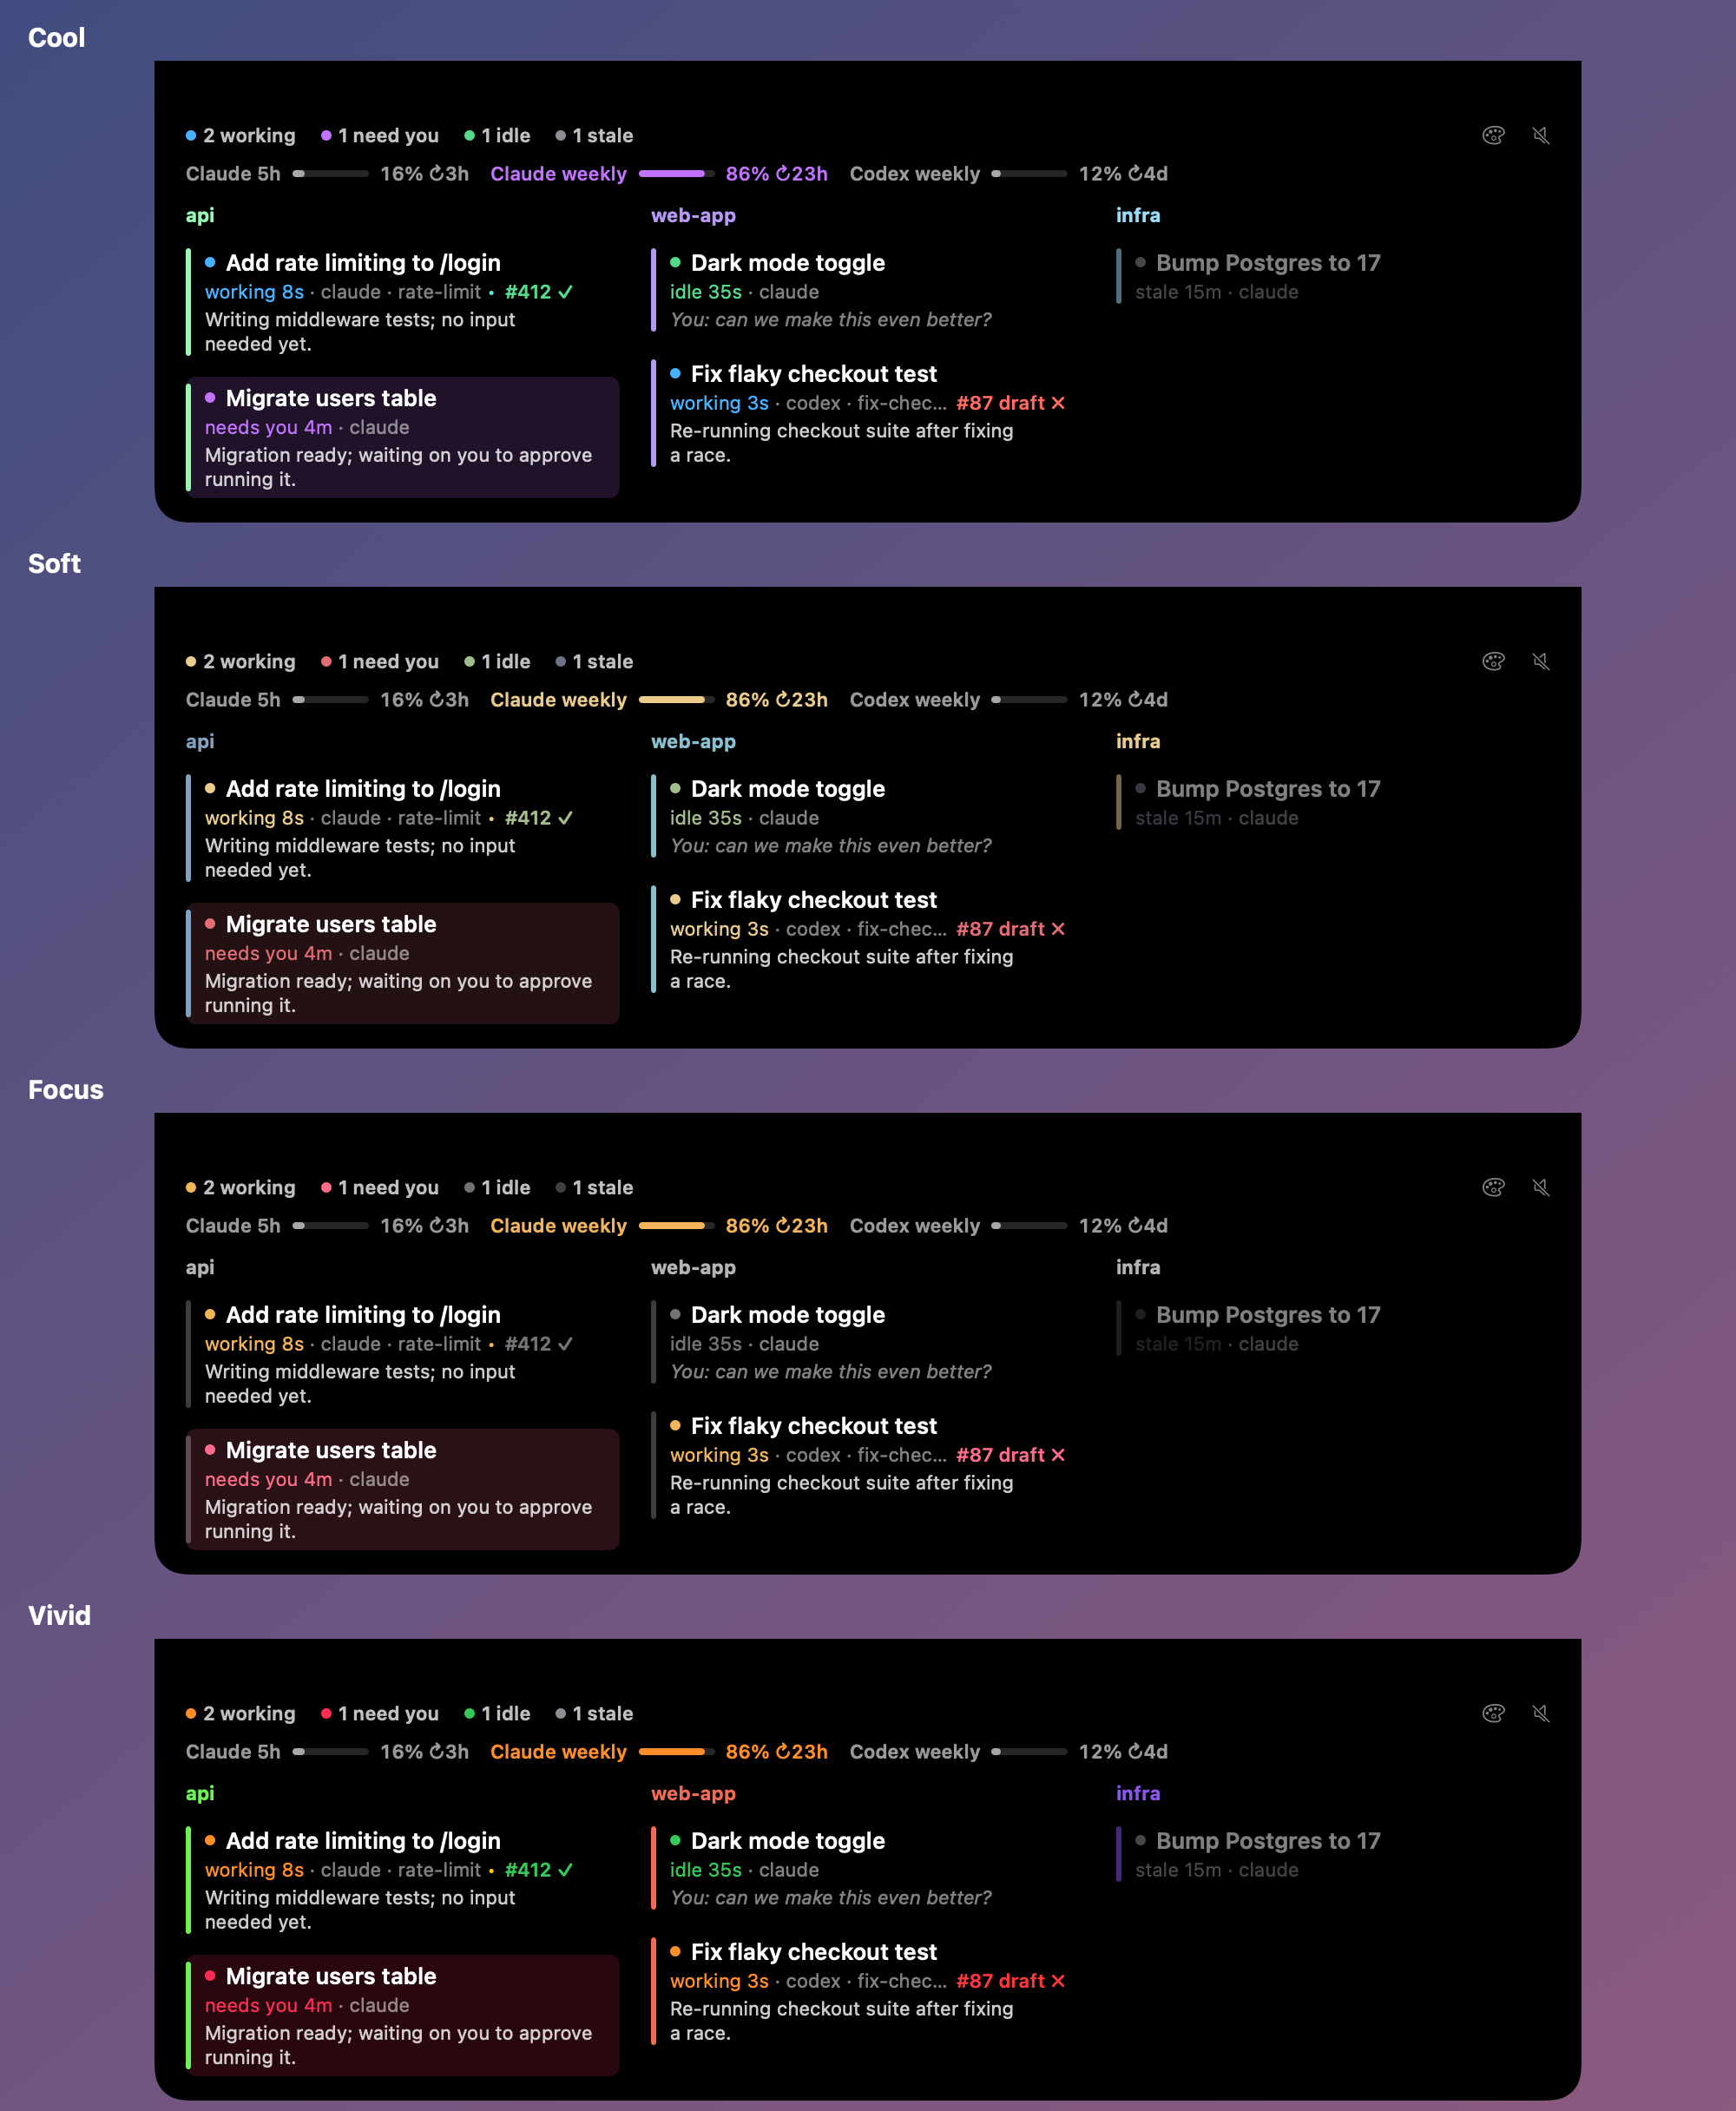 Cool
2 working 1 need you 1 idle 1 stale
Claude 5h 16% ↻3h Claude weekly 86% ↻23h Codex weekly 12% ↻4d
api
Add rate limiting to /login
working 8s · claude · rate-limit • #412 ✓
Writing middleware tests; no input
needed yet.
Migrate users table
needs you 4m · claude
Migration ready; waiting on you to approve
running it.
web-app
Dark mode toggle
idle 35s · claude
You: can we make this even better?
Fix flaky checkout test
working 3s · codex · fix-chec... #87 draft ✕
Re-running checkout suite after fixing
a race.
infra
Bump Postgres to 17
stale 15m · claude
Soft
2 working 1 need you 1 idle 1 stale
Claude 5h 16% ↻3h Claude weekly 86% ↻23h Codex weekly 12% ↻4d
api
Add rate limiting to /login
working 8s · claude · rate-limit • #412 ✓
Writing middleware tests; no input
needed yet.
Migrate users table
needs you 4m · claude
Migration ready; waiting on you to approve
running it.
web-app
Dark mode toggle
idle 35s · claude
You: can we make this even better?
Fix flaky checkout test
working 3s · codex · fix-chec... #87 draft ✕
Re-running checkout suite after fixing
a race.
infra
Bump Postgres to 17
stale 15m · claude
Focus
2 working 1 need you 1 idle 1 stale
Claude 5h 16% ↻3h Claude weekly 86% ↻23h Codex weekly 12% ↻4d
api
Add rate limiting to /login
working 8s · claude · rate-limit • #412 ✓
Writing middleware tests; no input
needed yet.
Migrate users table
needs you 4m · claude
Migration ready; waiting on you to approve
running it.
web-app
Dark mode toggle
idle 35s · claude
You: can we make this even better?
Fix flaky checkout test
working 3s · codex · fix-chec... #87 draft ✕
Re-running checkout suite after fixing
a race.
infra
Bump Postgres to 17
stale 15m · claude
Vivid
2 working 1 need you 1 idle 1 stale
Claude 5h 16% ↻3h Claude weekly 86% ↻23h Codex weekly 12% ↻4d
api
Add rate limiting to /login
working 8s · claude · rate-limit • #412 ✓
Writing middleware tests; no input
needed yet.
Migrate users table
needs you 4m · claude
Migration ready; waiting on you to approve
running it.
web-app
Dark mode toggle
idle 35s · claude
You: can we make this even better?
Fix flaky checkout test
working 3s · codex · fix-chec... #87 draft ✕
Re-running checkout suite after fixing
a race.
infra
Bump Postgres to 17
stale 15m · claude